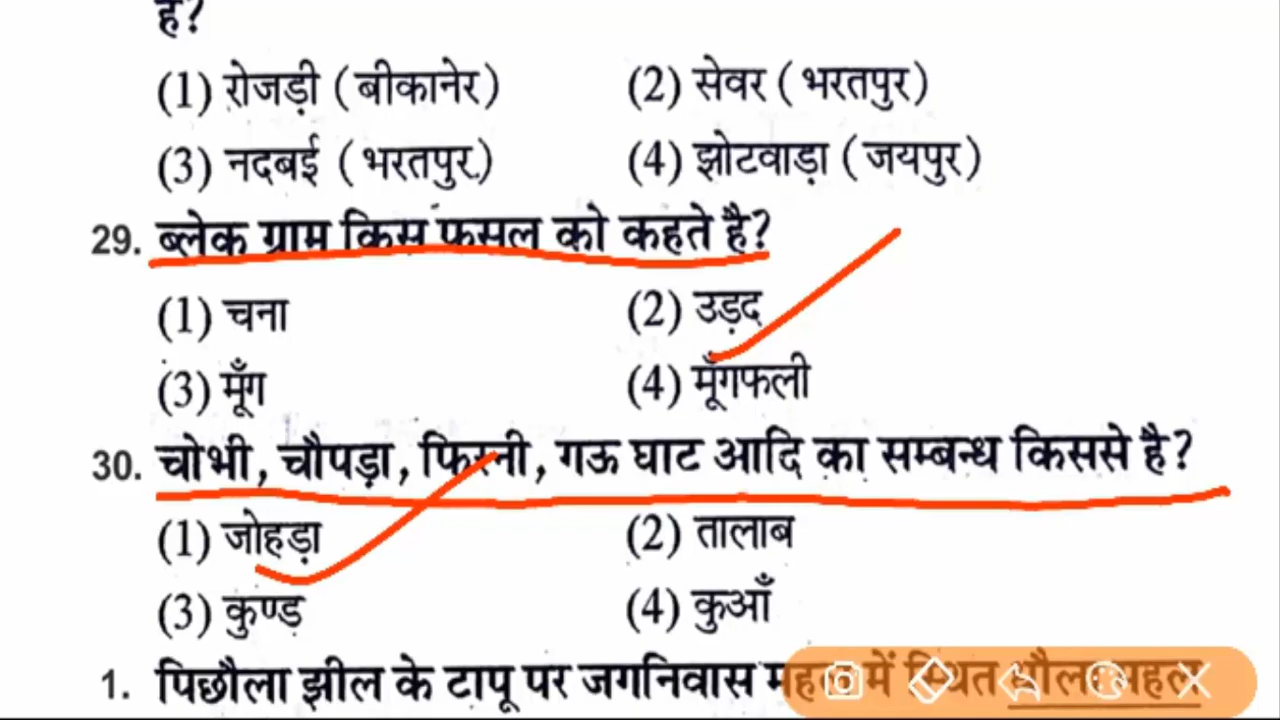 है?
(1) रोजड़ी (बीकानेर) (2) सेवर (भरतपुर)
(3) नदबई (भरतपुर) (4) झोटवाड़ा (जयपुर)
29. ब्लेक ग्राम किस फसल को कहते है?
(1) चना (2) उड़द
(3) मूँग (4) मूँगफली
30. चोभी, चौपड़ा, फिरनी, गऊ घाट आदि का सम्बन्ध किससे है?
(1) जोहड़ा (2) तालाब
(3) कुण्ड (4) कुआँ
1. पिछौला झील के टापू पर जगनिवास महल में स्थित धौला महल